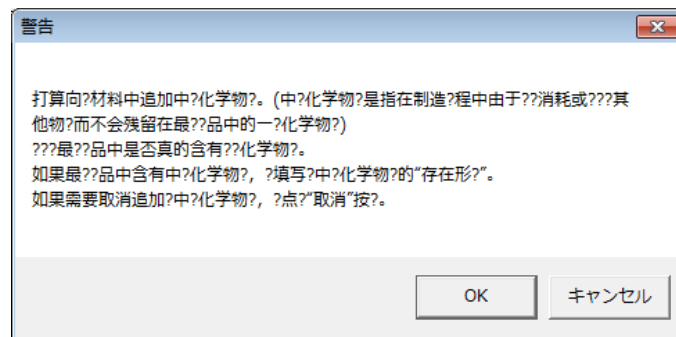 警告
打算向?材料中追加中?化学物?。(中?化学物?是指在制造?程中由于??消耗或???其
他物?而不会残留在最??品中的一?化学物?)
???最??品中是否真的含有??化学物?。
如果最??品中含有中?化学物?，?填写?中?化学物?的“存在形?”。
如果需要取消追加?中?化学物?，?点?“取消”按?。
OK
キャンセル